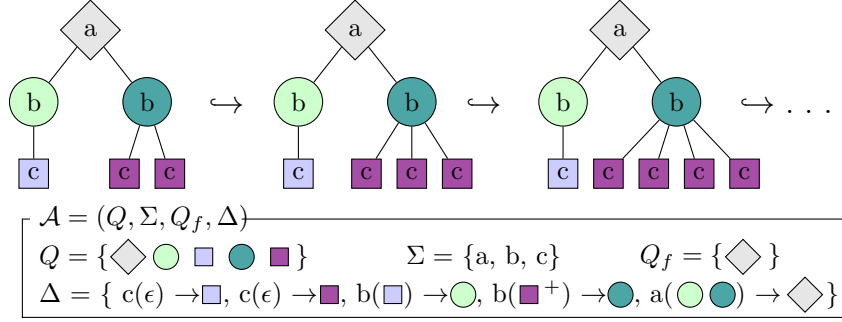 a a a
b b ↪ b b ↪ b b ↪ . . .
c c c c c c c c c c c c
𝒜 = (Q, Σ, Q_f, Δ)
Q = { } Σ = {a, b, c} Q_f = { }
Δ = { c(ϵ) → , c(ϵ) → , b( ) → , b( ⁺) → , a( ) → }